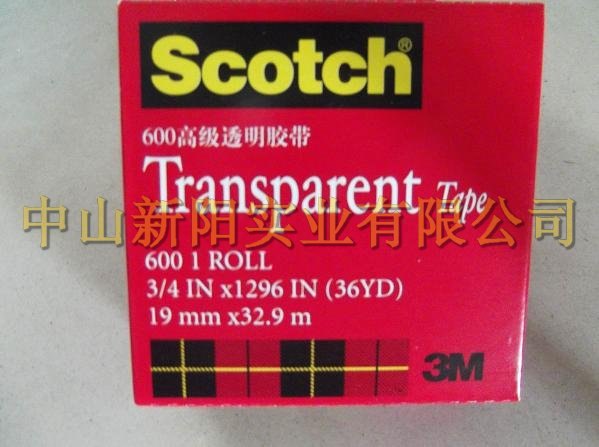 Scotch®
600高级透明胶带
Transparent Tape
中山新阳实业有限公司
600 1 ROLL
3/4 IN x1296 IN (36YD)
19 mm x32.9 m
3M